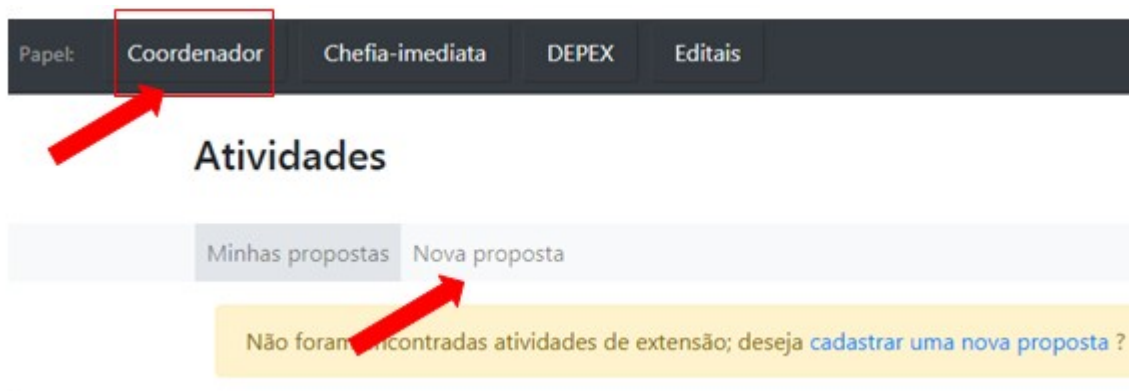 Papel: Coordenador Chefia-imediata DEPEX Editais
Atividades
Minhas propostas Nova proposta
Não foram encontradas atividades de extensão; deseja cadastrar uma nova proposta ?